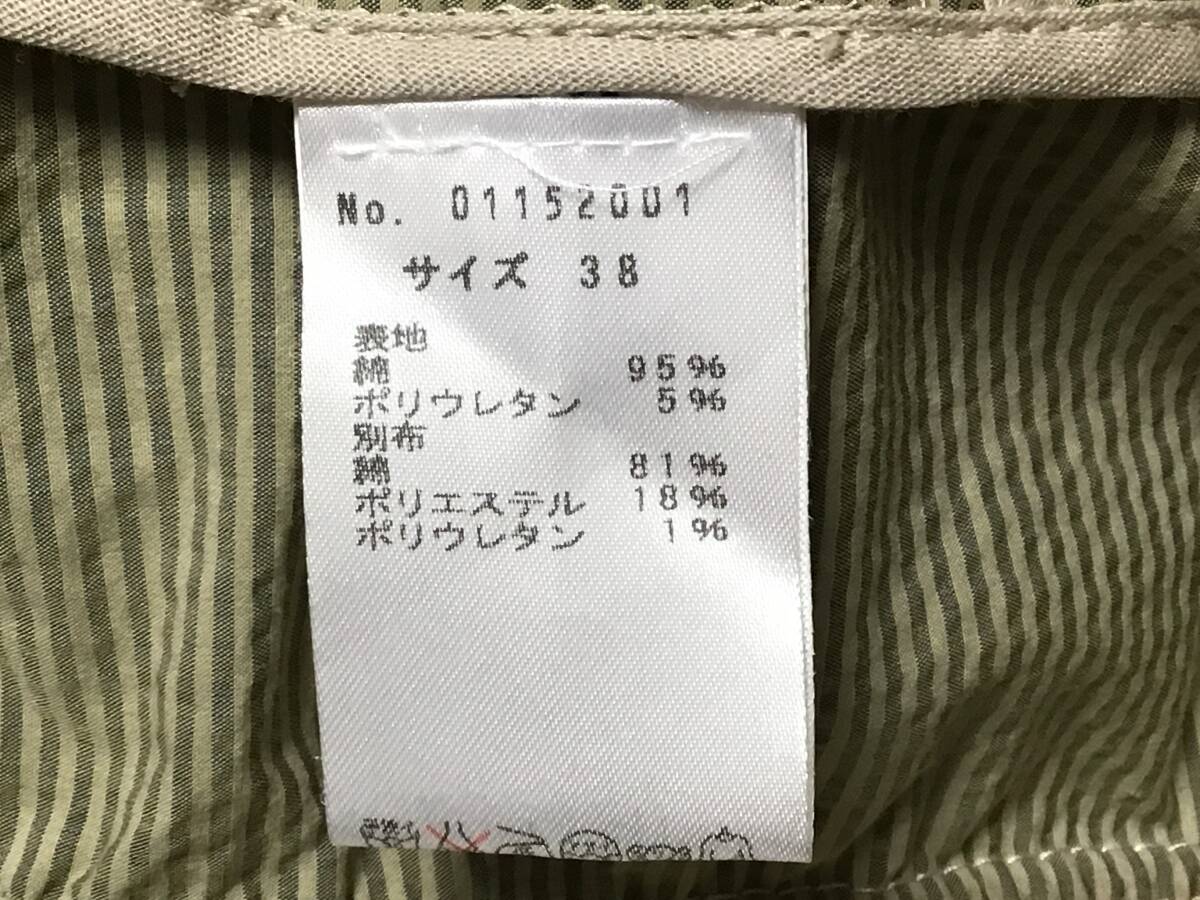 No. 01152001
サイズ 38
表地
綿 95%
ポリウレタン 5%
別布
綿 81%
ポリエステル 18%
ポリウレタン 1%